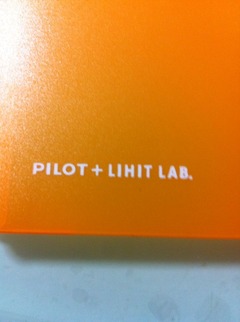 PILOT + LIHIT LAB.